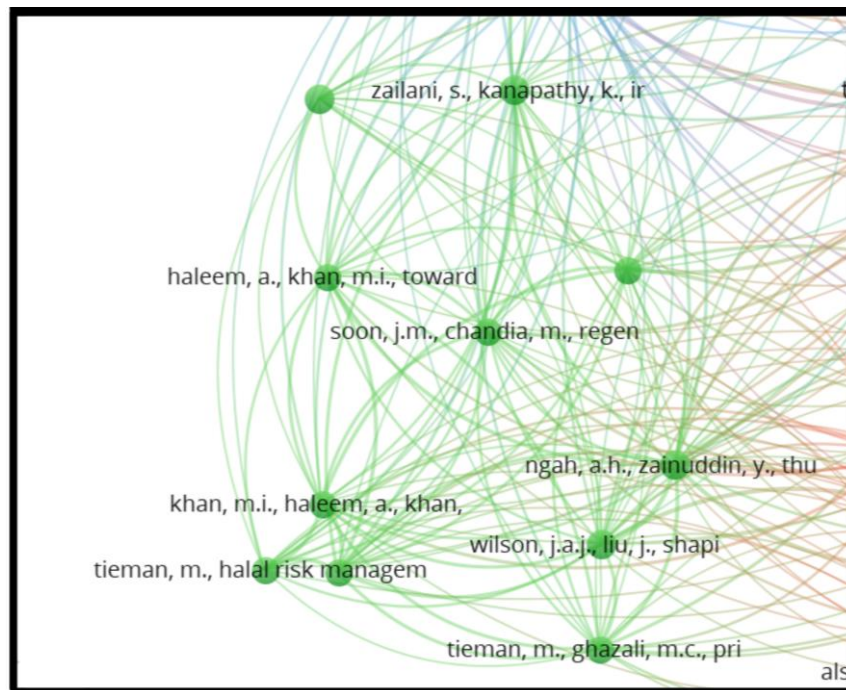 zailani, s., kanapathy, k., ir
t
haleem, a., khan, m.i., toward
soon, j.m., chandia, m., regen
ngah, a.h., zainuddin, y., thu
khan, m.i., haleem, a., khan,
wilson, j.a.j., liu, j., shapi
tieman, m., halal risk managem
tieman, m., ghazali, m.c., pri
als